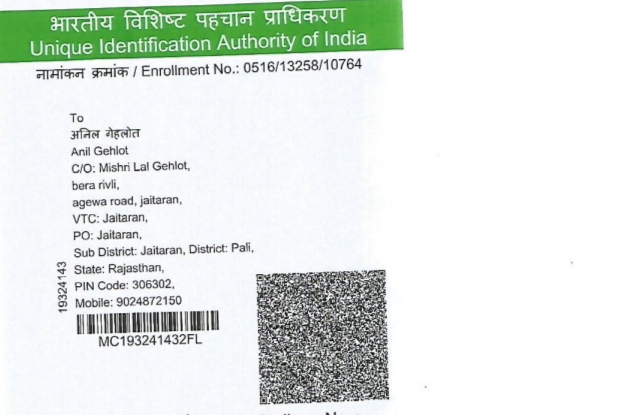 भारतीय विशिष्ट पहचान प्राधिकरण
Unique Identification Authority of India
नामांकन क्रमांक / Enrollment No.: 0516/13258/10764
To
अनिल गेहलोत
Anil Gehlot
C/O: Mishri Lal Gehlot,
bera rivli,
agewa road, jaitaran,
VTC: Jaitaran,
PO: Jaitaran,
Sub District: Jaitaran, District: Pali,
State: Rajasthan,
PIN Code: 306302,
Mobile: 9024872150
19324143
MC193241432FL